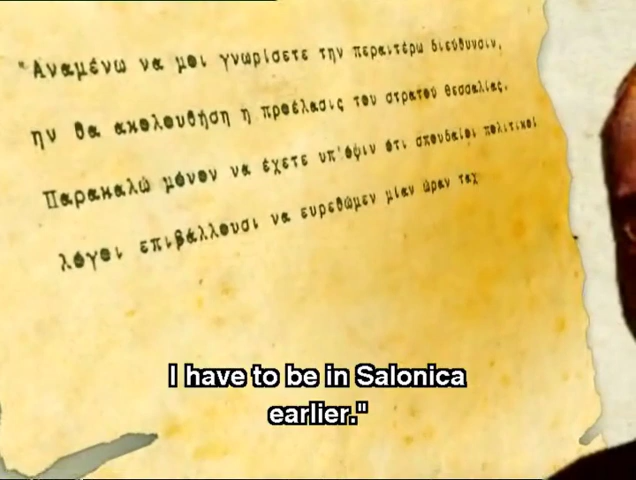 "Αναμένω να μοι γνωρίσετε την περαιτέρω διεύθυνσιν,
ην θα ακολουθήση η προέλασις του στρατού θεσσαλίας.
Παρακαλώ μόνον να έχετε υπ'όψιν ότι σπουδαίοι πολιτικοί
λόγοι επιβάλλουσι να ευρεθώμεν μίαν ώραν ταχ
I have to be in Salonica
earlier."